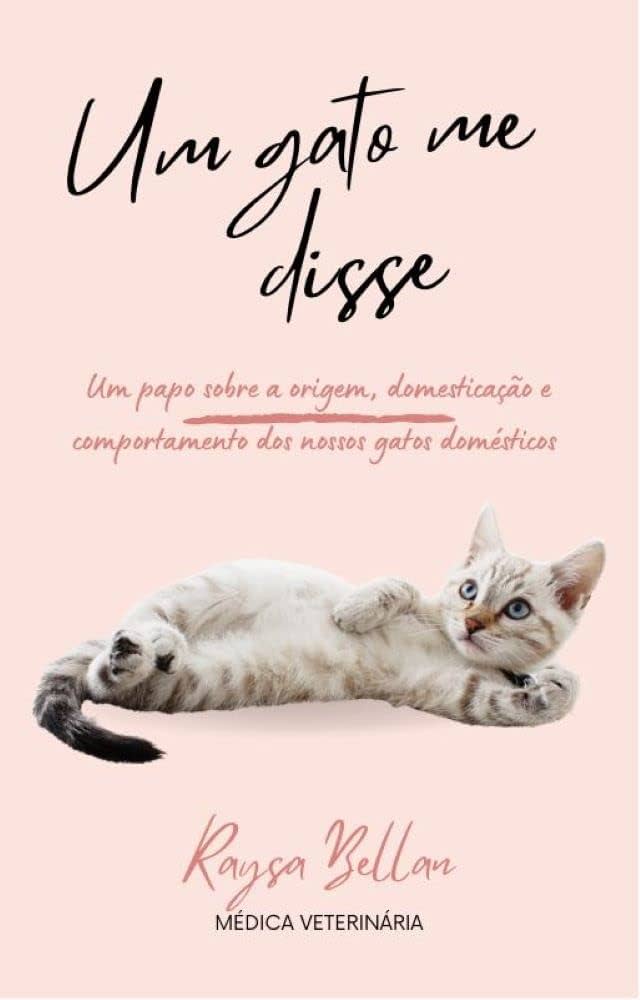 Um gato me
disse
Um papo sobre a origem, domesticação e
comportamento dos nossos gatos domésticos
Raysa Bellan
MÉDICA VETERINÁRIA